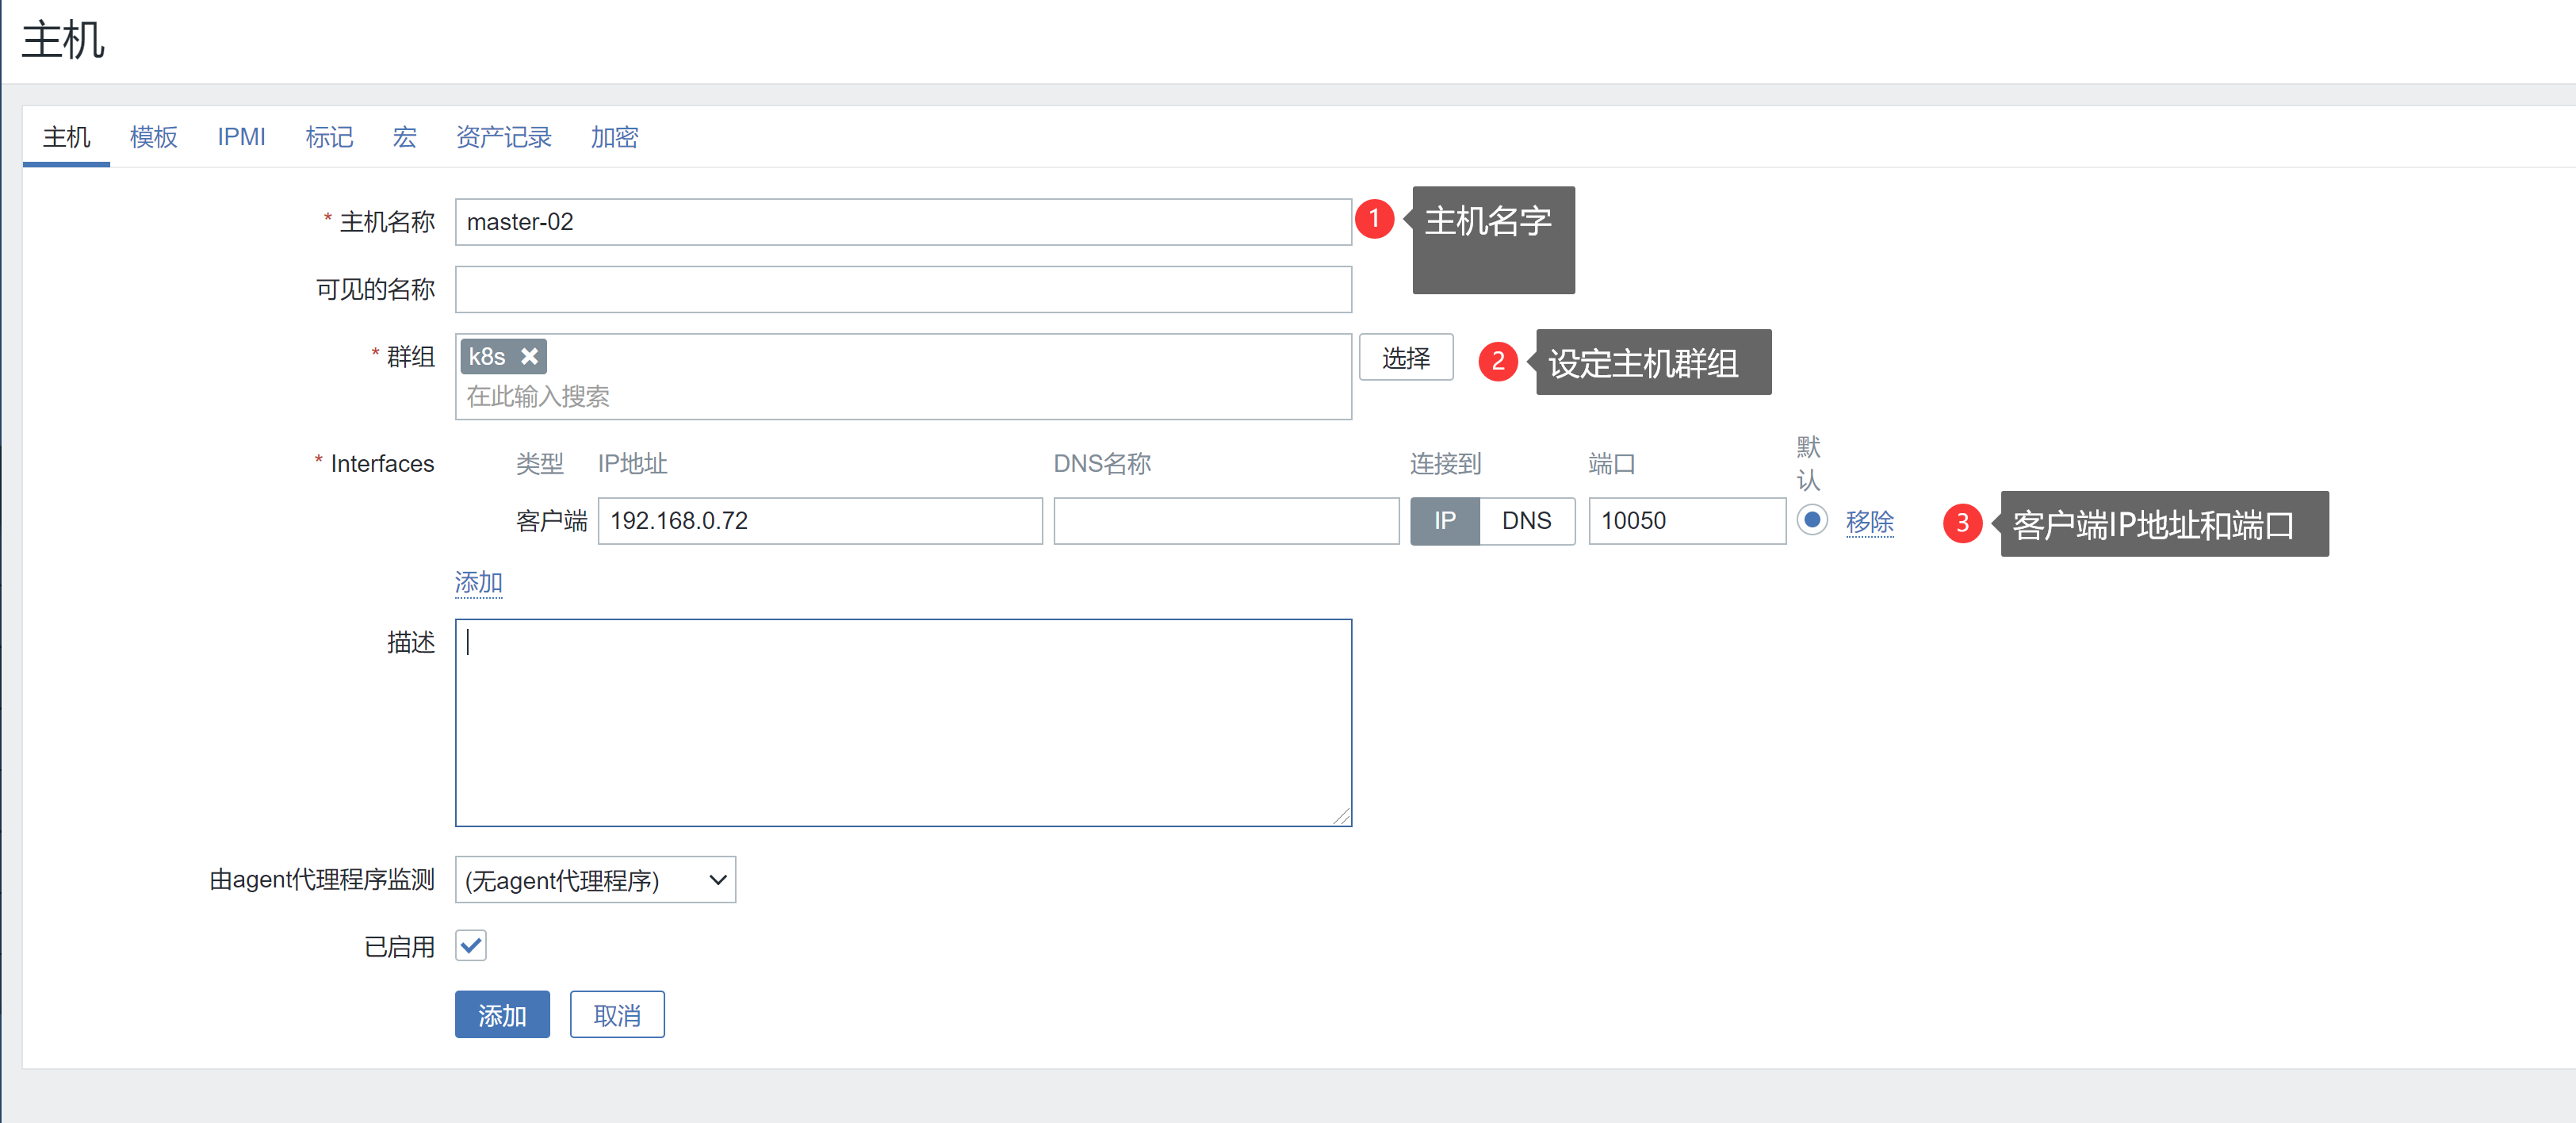 主机
主机 模板 IPMI 标记 宏 资产记录 加密
* 主机名称 master-02 1 主机名字
可见的名称
* 群组 k8s 选择 2 设定主机群组
在此输入搜索
* Interfaces 类型 IP地址 DNS名称 连接到 端口 默认
客户端 192.168.0.72 IP DNS 10050 移除 3 客户端IP地址和端口
添加
描述
由agent代理程序监测 (无agent代理程序)
已启用
添加 取消